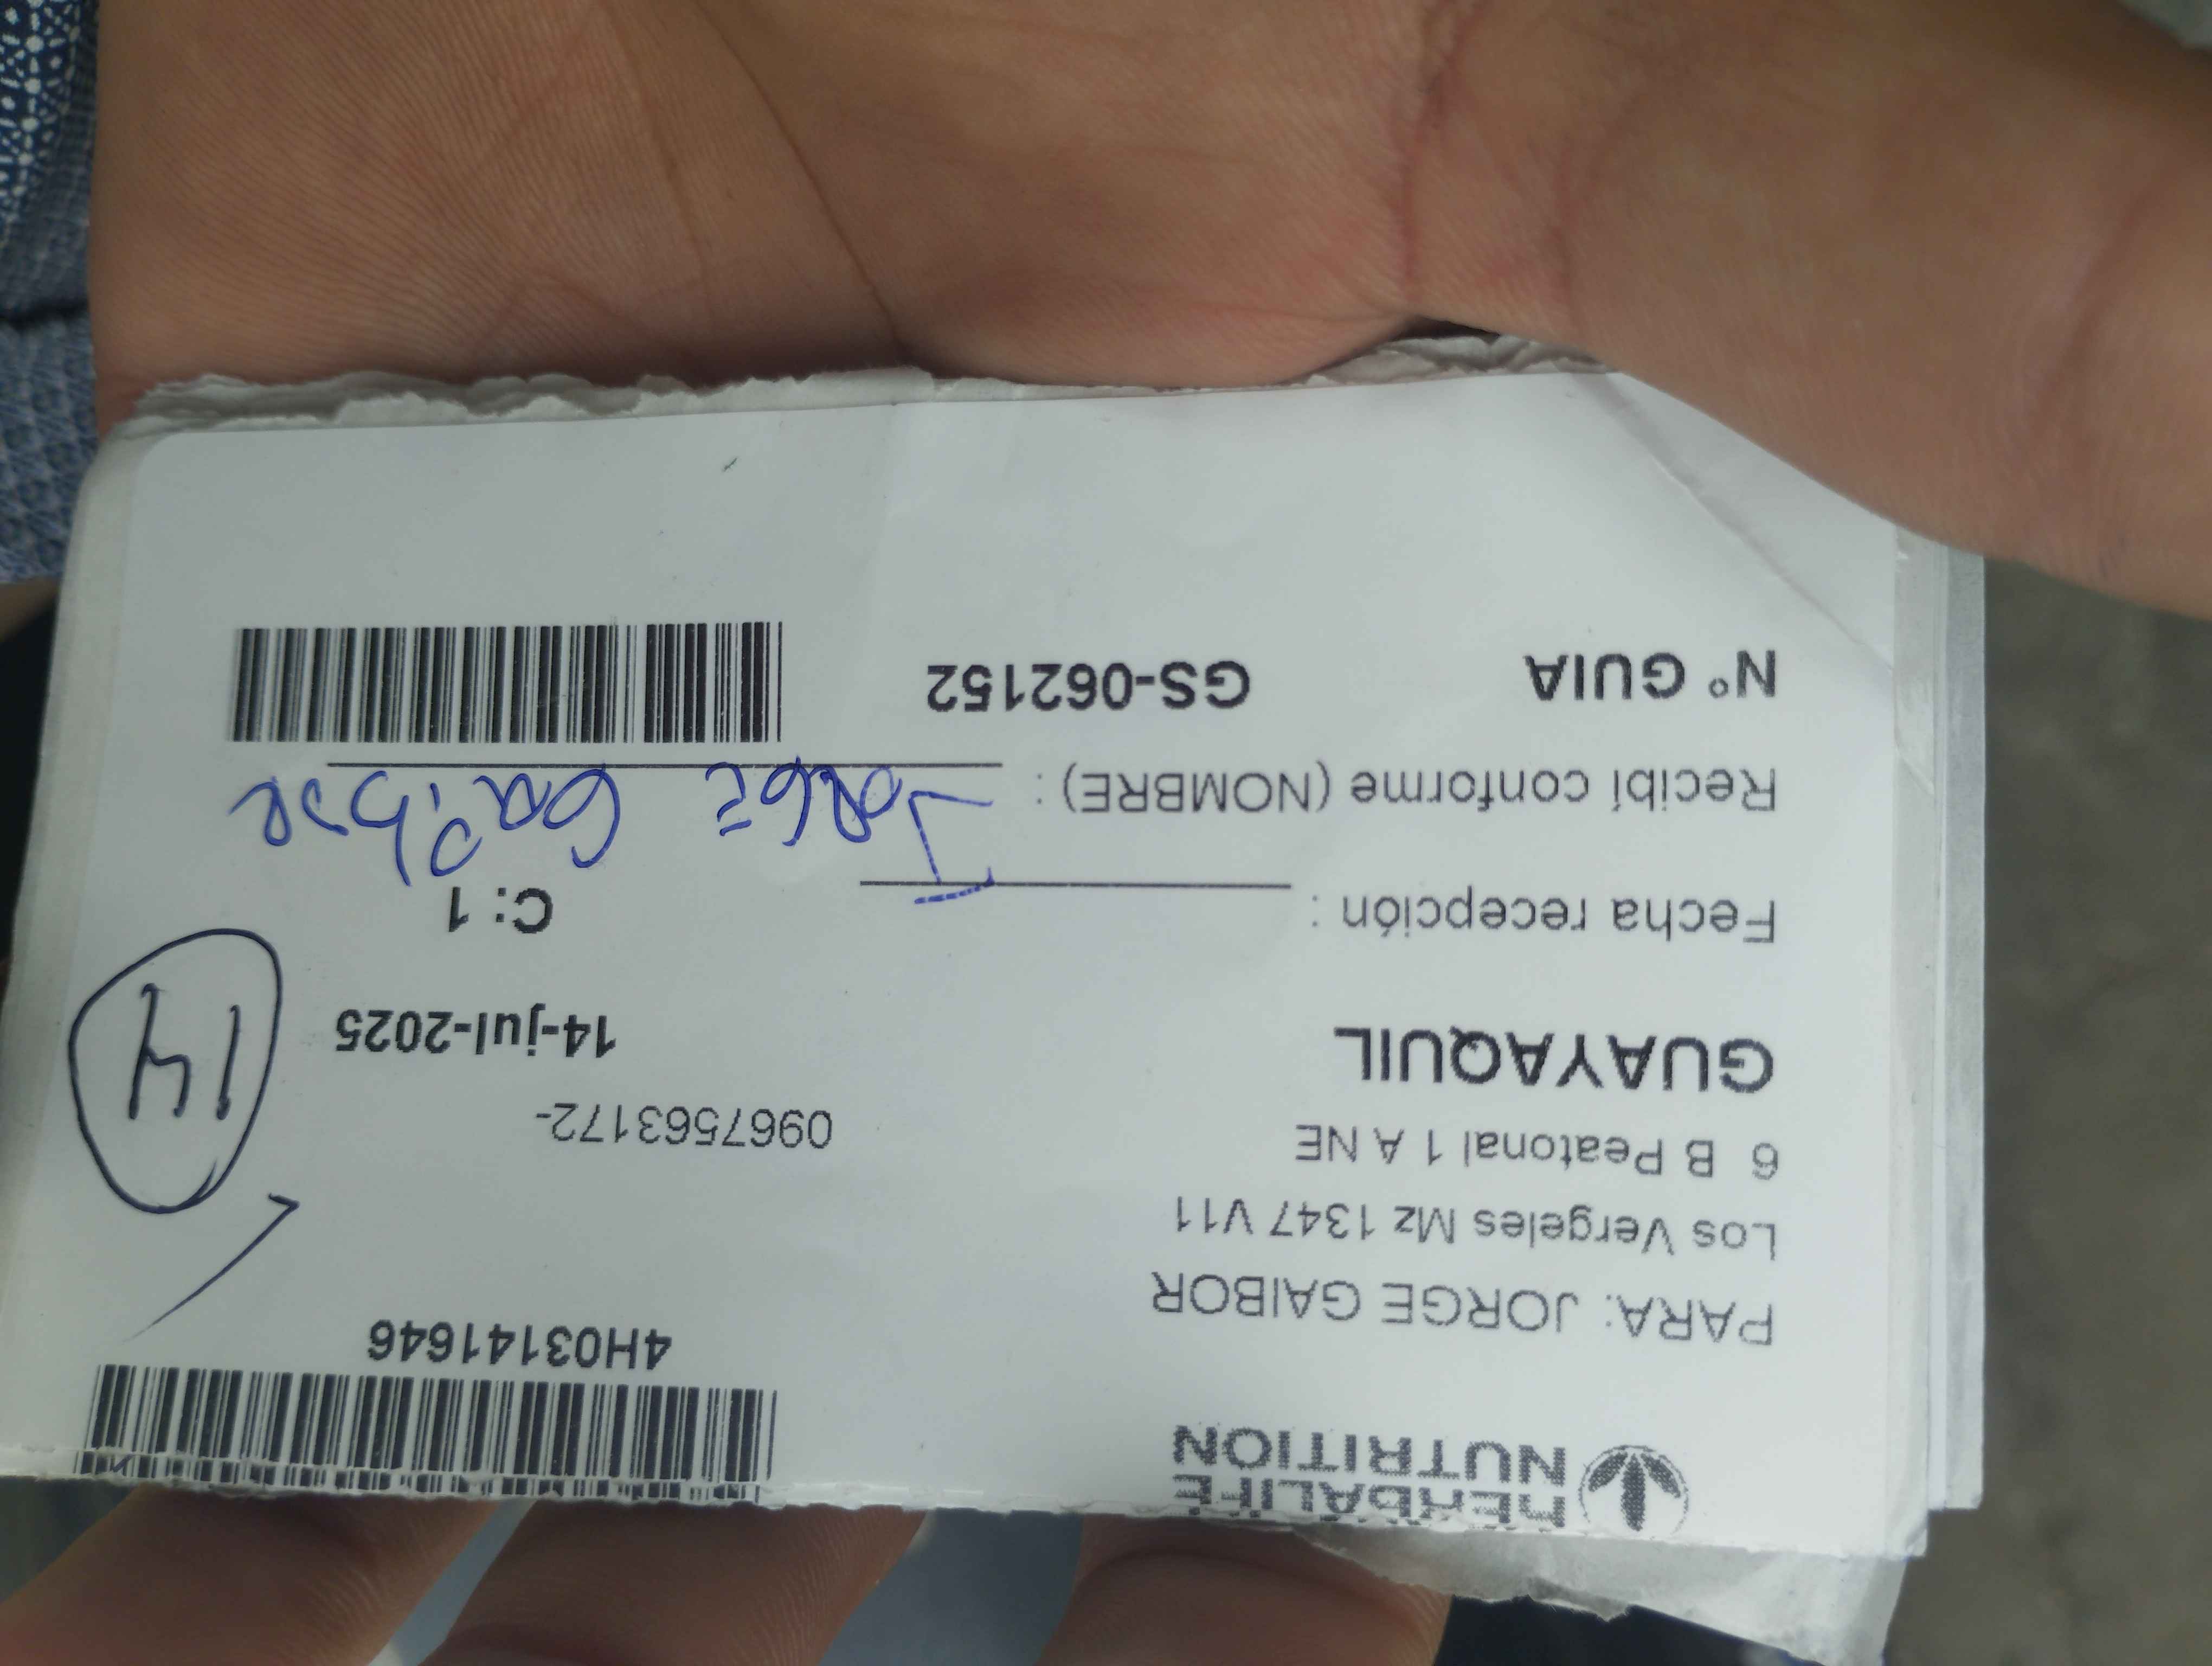 HERBALIFE
NUTRITION
4H03141646
PARA: JORGE GAIBOR
Los Vergeles Mz 1347 V11
6 B Peatonal 1 A NE
0967563172-
GUAYAQUIL
14-jul-2025
14
Fecha recepción :
C: 1
Recibí conforme (NOMBRE) : JORGE Gaibor
N° GUIA GS-062152